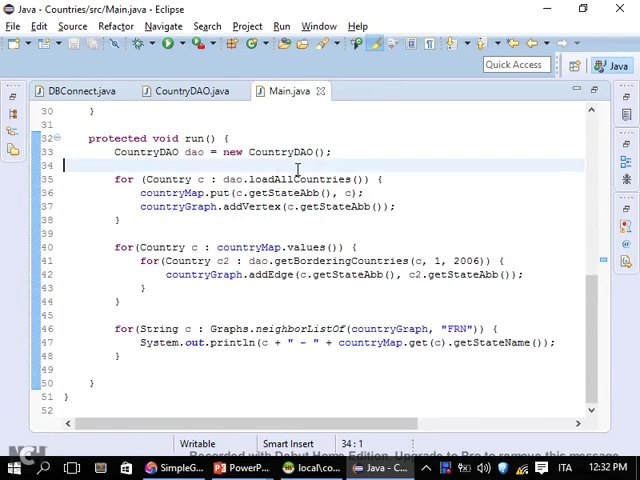 Java - Countries/src/Main.java - Eclipse
File Edit Source Refactor Navigate Search Project Run Window Help
Quick Access
Java
DBConnect.java CountryDAO.java Main.java
30 }
31
32 protected void run() {
33 CountryDAO dao = new CountryDAO();
34
35 for (Country c : dao.loadAllCountries()) {
36 countryMap.put(c.getStateAbb(), c);
37 countryGraph.addVertex(c.getStateAbb());
38 }
39
40 for(Country c : countryMap.values()) {
41 for(Country c2 : dao.getBorderingCountries(c, 1, 2006)) {
42 countryGraph.addEdge(c.getStateAbb(), c2.getStateAbb());
43 }
44 }
45
46 for(String c : Graphs.neighborListOf(countryGraph, "FRN")) {
47 System.out.println(c + " - " + countryMap.get(c).getStateName());
48 }
49
50 }
51 }
52
Writable Smart Insert 34 : 1
NCH
Recorded with Debut Home Edition. Upgrade to Pro to remove this message
SimpleG... PowerP... local\co... Java - C... ITA 12:32 PM